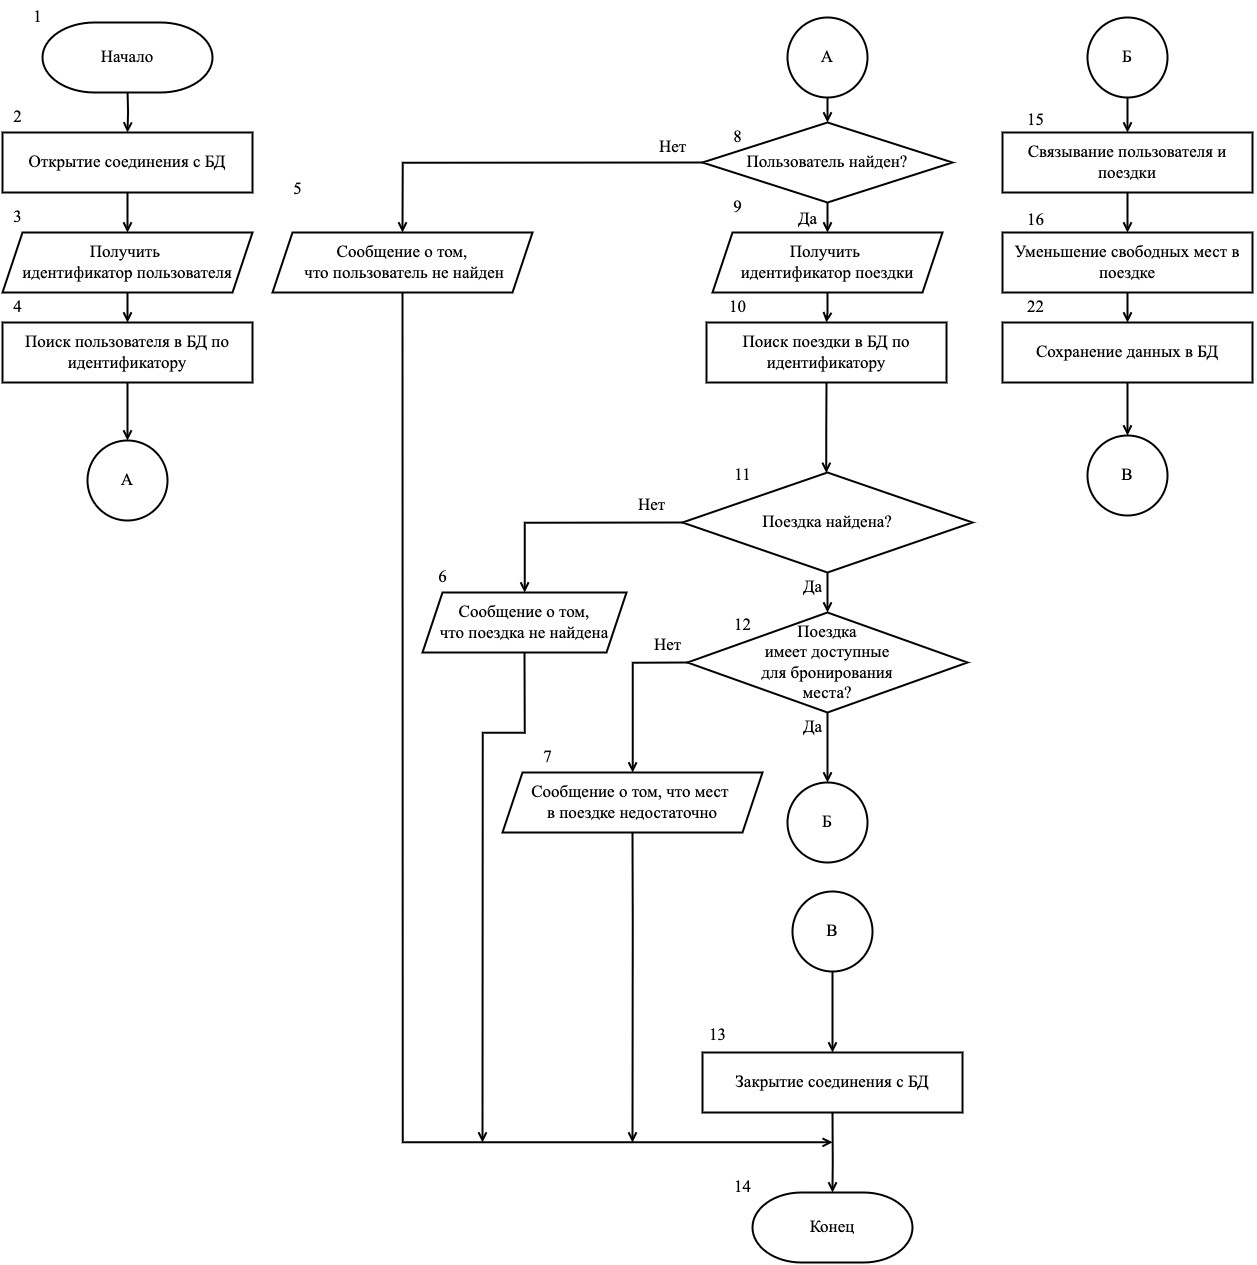 1
Начало
2
Открытие соединения с БД
3
Получить
идентификатор пользователя
4
Поиск пользователя в БД по
идентификатору
А
5
Сообщение о том,
что пользователь не найден
А
8
Пользователь найден?
Нет
Да
9
Получить
идентификатор поездки
10
Поиск поездки в БД по
идентификатору
11
Поездка найдена?
Нет
Да
6
Сообщение о том,
что поездка не найдена
12
Поездка
имеет доступные
для бронирования
места?
Нет
Да
7
Сообщение о том, что мест
в поездке недостаточно
Б
В
13
Закрытие соединения с БД
14
Конец
Б
15
Связывание пользователя и
поездки
16
Уменьшение свободных мест в
поездке
22
Сохранение данных в БД
В